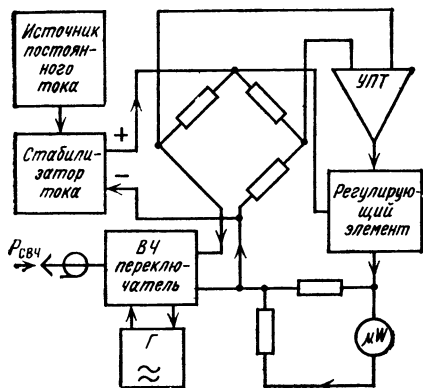 Источник
постоян-
ного
тока
УПТ
+
Стабили-
затор
тока
−
Регулирую-
щий
элемент
Pсвч
ВЧ
переклю-
чатель
μW
Г
≈